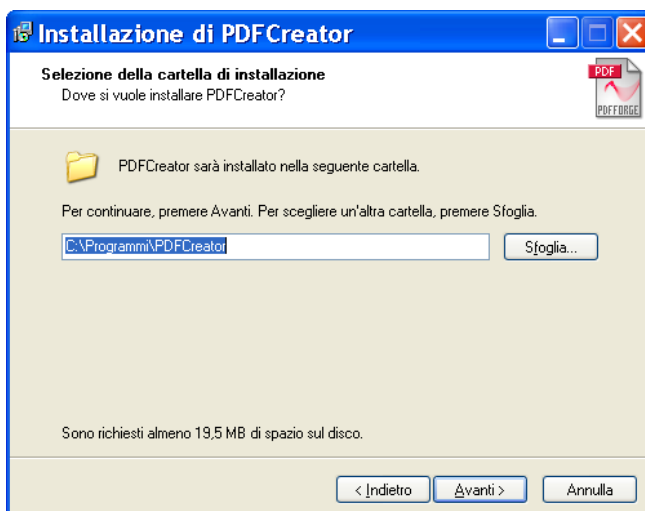 Installazione di PDFCreator
Selezione della cartella di installazione
Dove si vuole installare PDFCreator?
PDF
PDFFORGE
PDFCreator sarà installato nella seguente cartella.
Per continuare, premere Avanti. Per scegliere un'altra cartella, premere Sfoglia.
C:\Programmi\PDFCreator
Sfoglia...
Sono richiesti almeno 19,5 MB di spazio sul disco.
< Indietro
Avanti >
Annulla